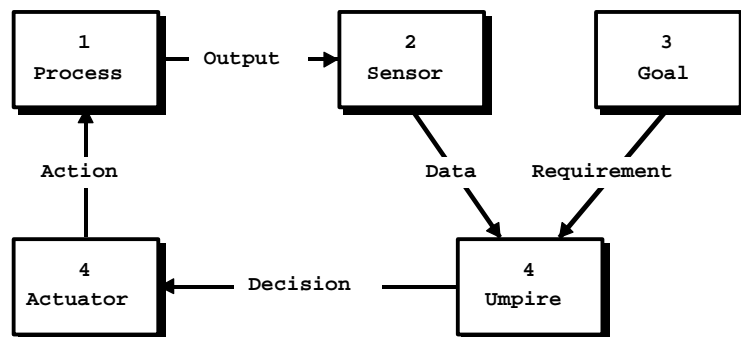 1
Process
Output
2
Sensor
3
Goal
Action
Data
Requirement
4
Actuator
Decision
4
Umpire